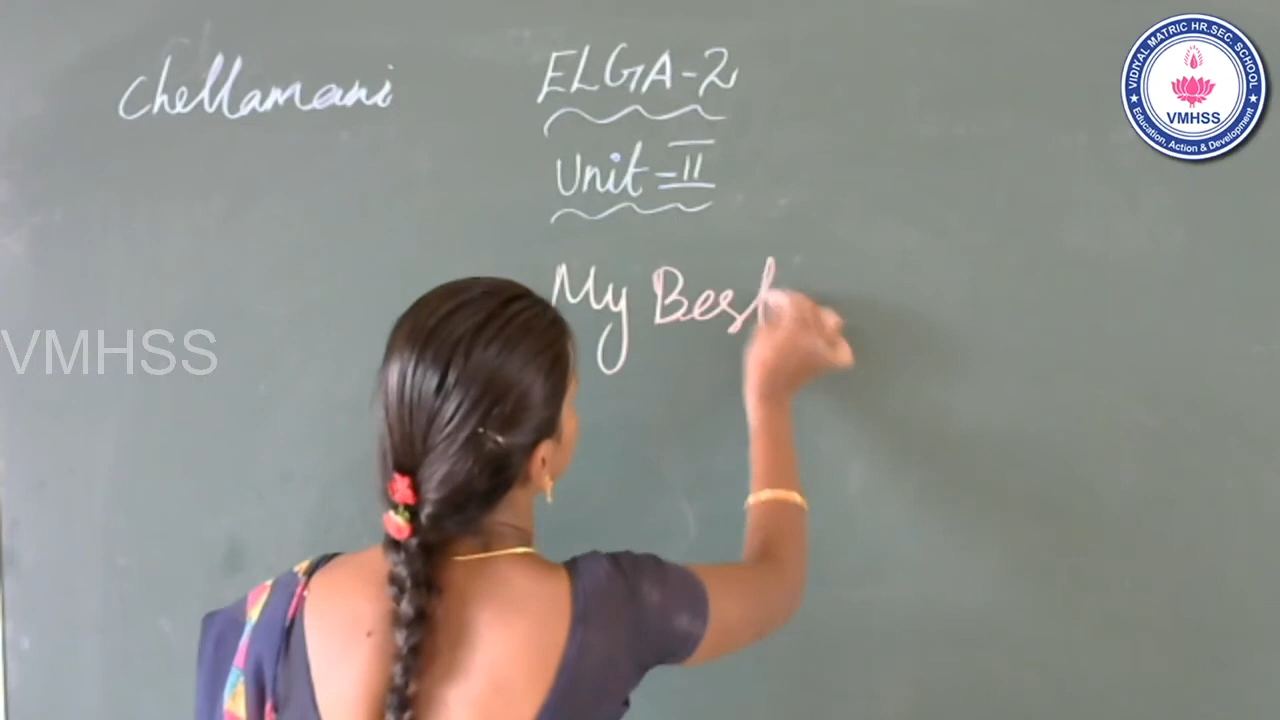 Chellamani
ELGA-2
Unit-II
My Best
VMHSS
VIDIYAL MATRIC HR.SEC. SCHOOL
VMHSS
Education, Action & Development